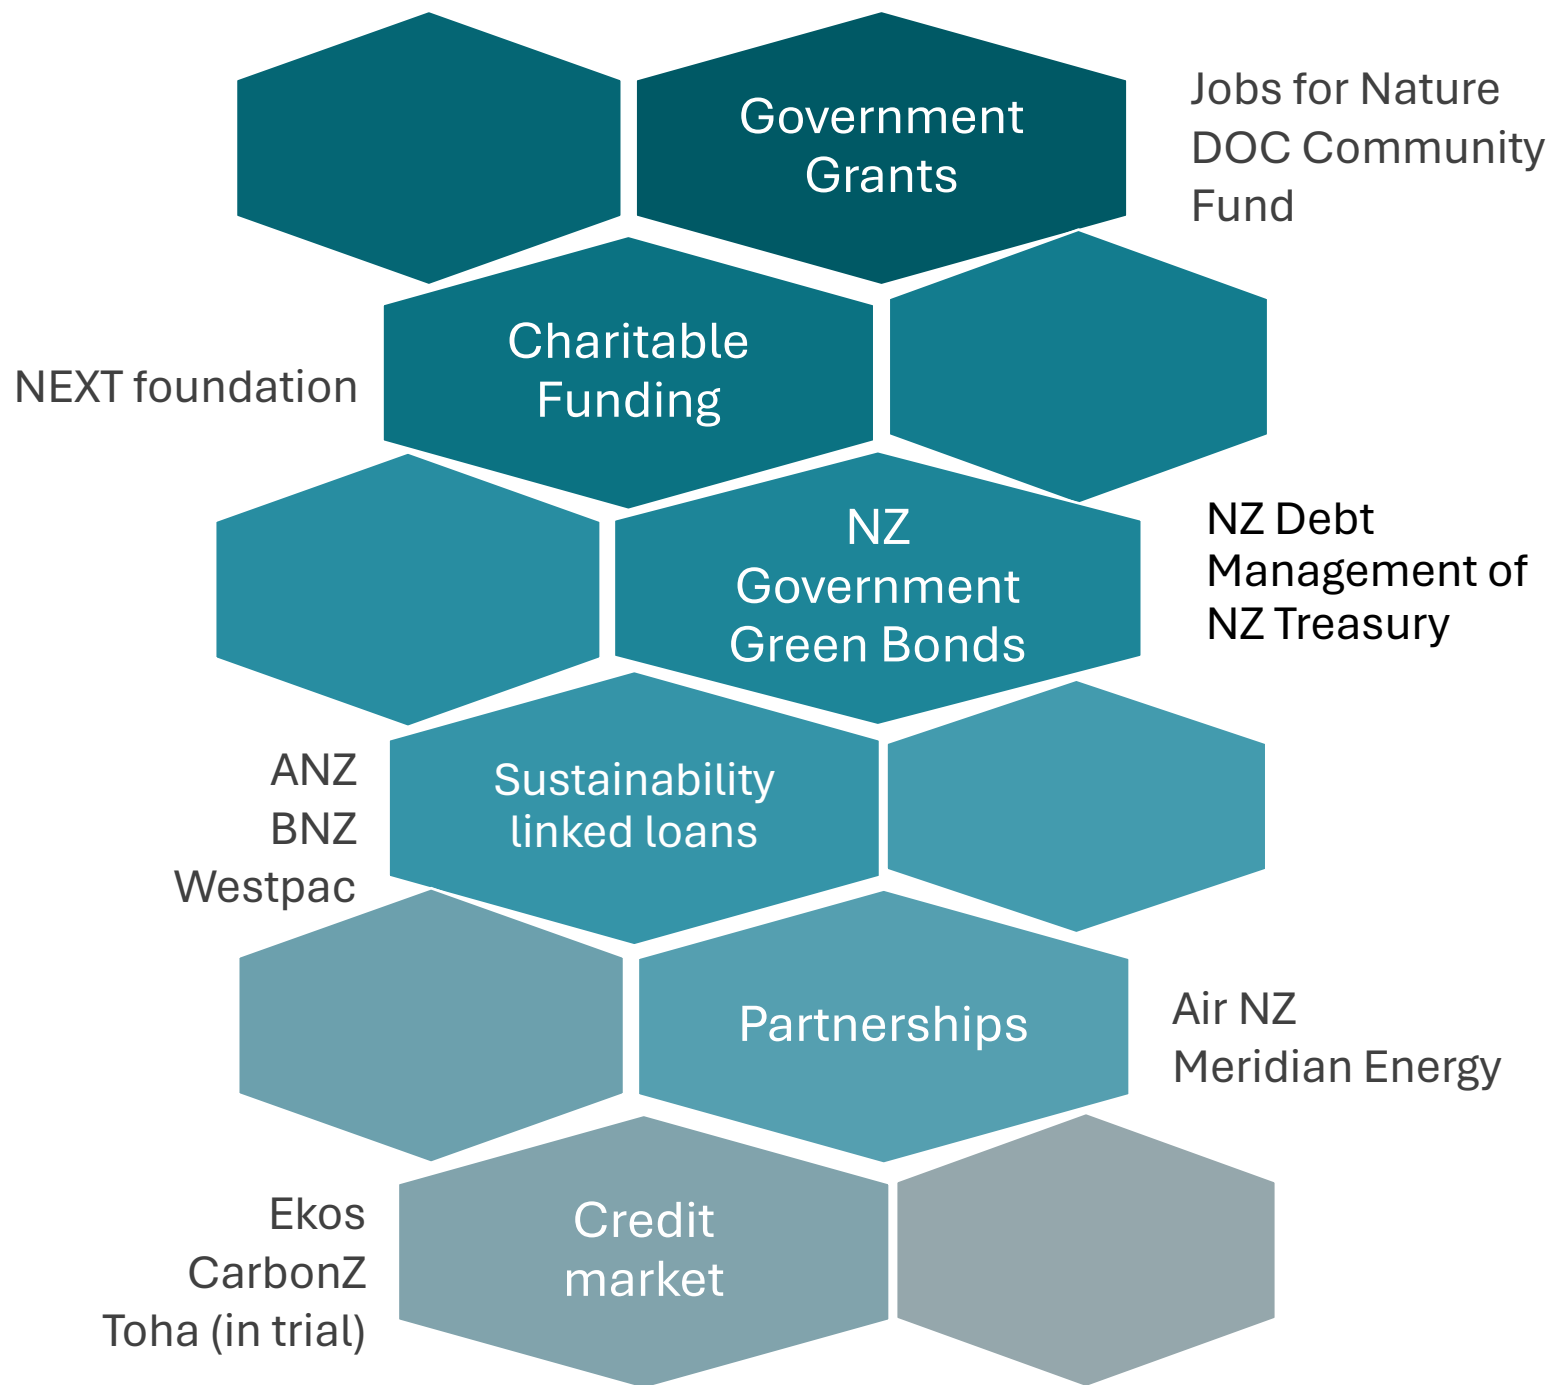 Government
Grants
Jobs for Nature
DOC Community
Fund
NEXT foundation
Charitable
Funding
NZ
Government
Green Bonds
NZ Debt
Management of
NZ Treasury
ANZ
BNZ
Westpac
Sustainability
linked loans
Partnerships
Air NZ
Meridian Energy
Ekos
CarbonZ
Toha (in trial)
Credit
market